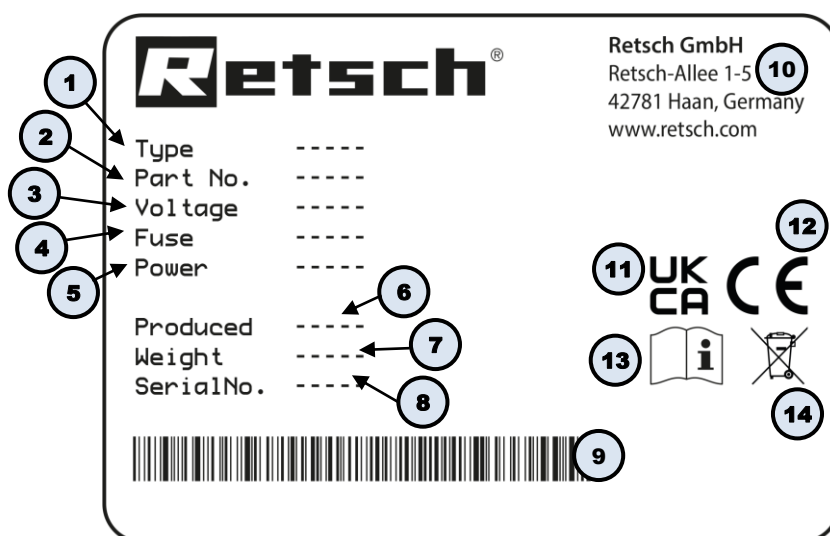 Retsch®
Retsch GmbH
Retsch-Allee 1-5
42781 Haan, Germany
www.retsch.com
1
2
3
4
5
Type -----
Part No. -----
Voltage -----
Fuse -----
Power -----
6
7
8
Produced -----
Weight -----
SerialNo. -----
9
10
11
UK
CA
CE
12
13
i
14